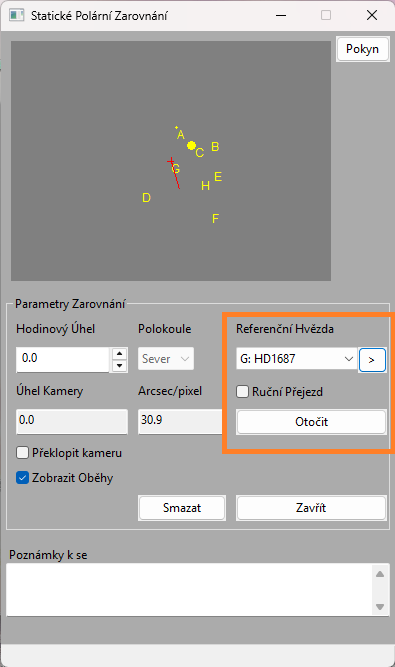 Statické Polární Zarovnání
Pokyn
A
C B
G
E
H
D
F
Parametry Zarovnání
Hodinový Úhel Polokoule Referenční Hvězda
0.0 Sever G: HD1687 >
Úhel Kamery Arcsec/pixel Ruční Přejezd
0.0 30.9 Otočit
Překlopit kameru
Zobrazit Oběhy
Smazat Zavřít
Poznámky k se